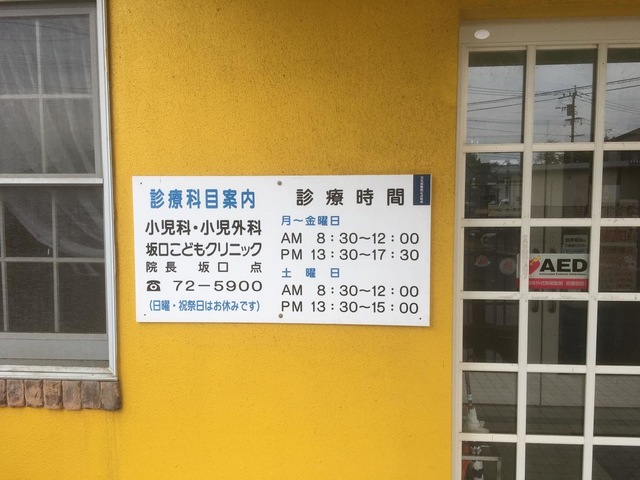 診療科目案内
小児科・小児外科
坂口こどもクリニック
院長 坂口 点
☎ 72-5900
(日曜・祝祭日はお休みです)
診療時間
月～金曜日
AM 8：30～12：00
PM 13：30～17：30
土曜日
AM 8：30～12：00
PM 13：30～15：00
AED